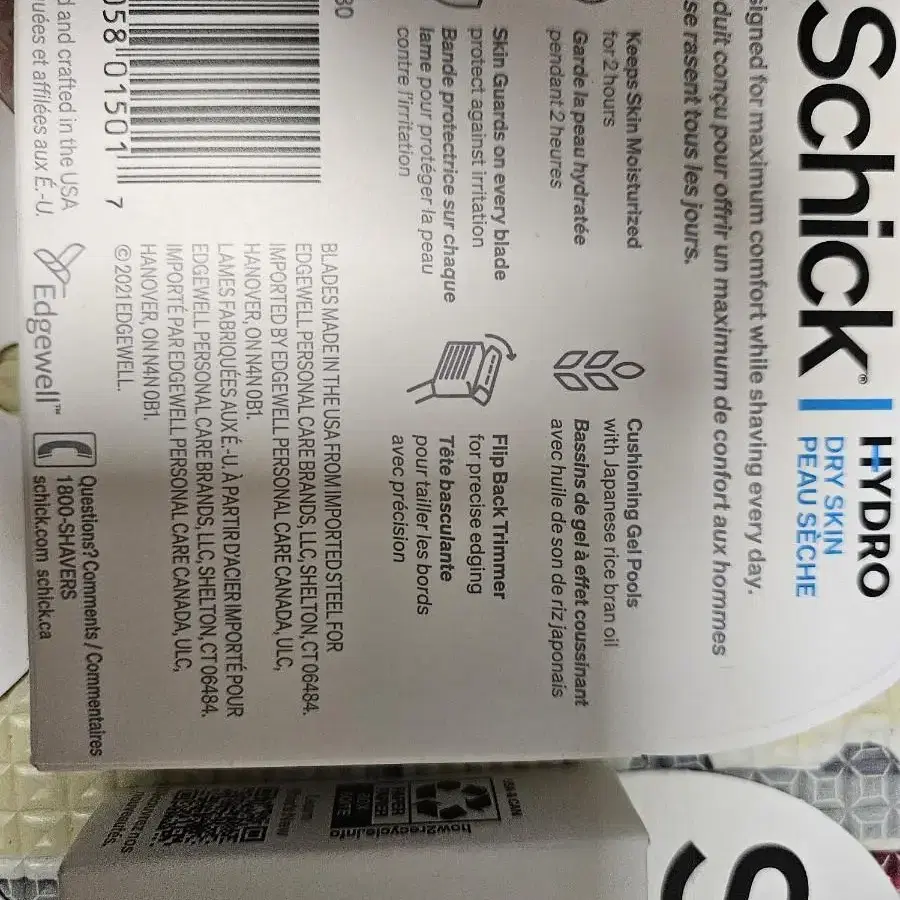 Schick® HYDRO
DRY SKIN
PEAU SÈCHE
signed for maximum comfort while shaving every day.
duit conçu pour offrir un maximum de confort aux hommes
se rasent tous les jours.
Keeps Skin Moisturized
for 2 hours
Garde la peau hydratée
pendant 2 heures
Cushioning Gel Pools
with Japanese rice bran oil
Bassins de gel à effet coussinant
avec huile de son de riz japonais
Skin Guards on every blade
protect against irritation
Bande protectrice sur chaque
lame pour protéger la peau
contre l'irritation
Flip Back Trimmer
for precise edging
Tête basculante
pour tailler les bords
avec précision
BLADES MADE IN THE USA FROM IMPORTED STEEL FOR
EDGEWELL PERSONAL CARE BRANDS, LLC, SHELTON, CT 06484.
IMPORTED BY EDGEWELL PERSONAL CARE CANADA, ULC,
HANOVER, ON N4N 0B1.
LAMES FABRIQUÉES AUX É.-U. À PARTIR D'ACIER IMPORTÉ POUR
EDGEWELL PERSONAL CARE BRANDS, LLC, SHELTON, CT 06484.
IMPORTÉ PAR EDGEWELL PERSONAL CARE CANADA, ULC,
HANOVER, ON N4N 0B1.
©2021 EDGEWELL.
058 01501 7
d and crafted in the USA
uées et affilées aux É.-U.
Edgewell™
Questions? Comments / Commentaires
1800-SHAVERS
schick.com schick.ca
how2recycle.info